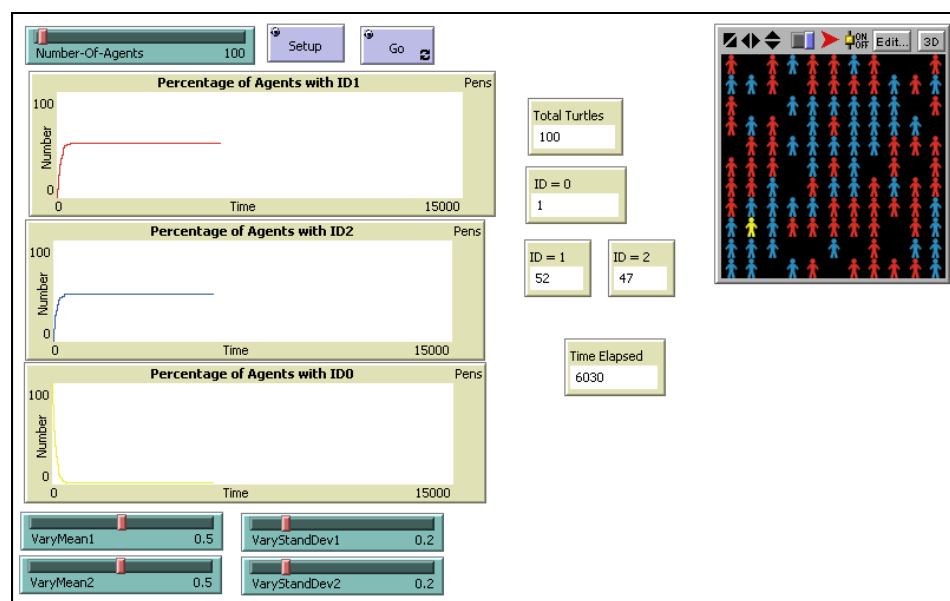 Number-Of-Agents 100
Setup
Go
ON
OFF
Edit...
3D
Percentage of Agents with ID1
Pens
100
Number
0
0
Time
15000
Total Turtles
100
ID = 0
1
Percentage of Agents with ID2
Pens
100
Number
0
0
Time
15000
ID = 1
52
ID = 2
47
Time Elapsed
6030
Percentage of Agents with ID0
Pens
100
Number
0
0
Time
15000
VaryMean1 0.5
VaryStandDev1 0.2
VaryMean2 0.5
VaryStandDev2 0.2